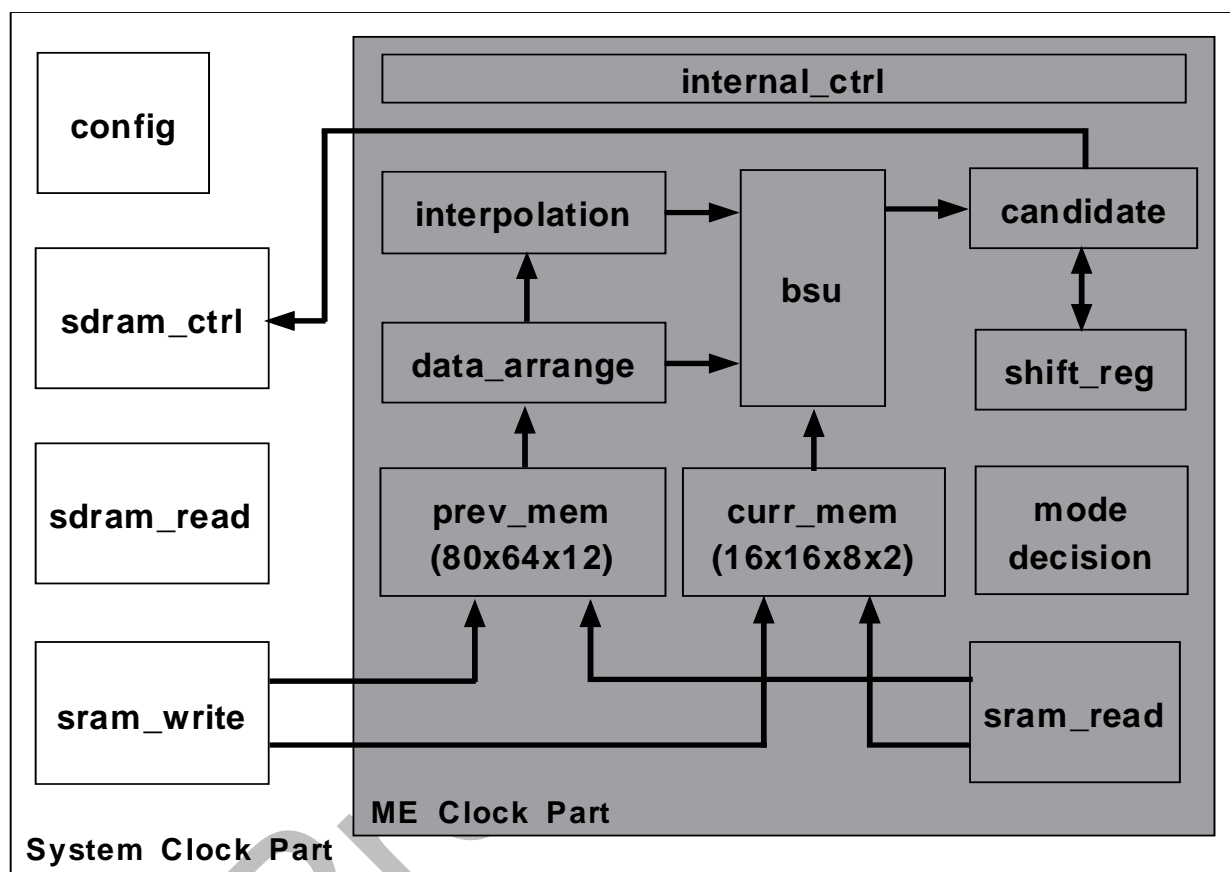 internal_ctrl
config
interpolation
candidate
bsu
sdram_ctrl
data_arrange
shift_reg
sdram_read
prev_mem
(80x64x12)
curr_mem
(16x16x8x2)
mode
decision
sram_write
sram_read
ME Clock Part
System Clock Part